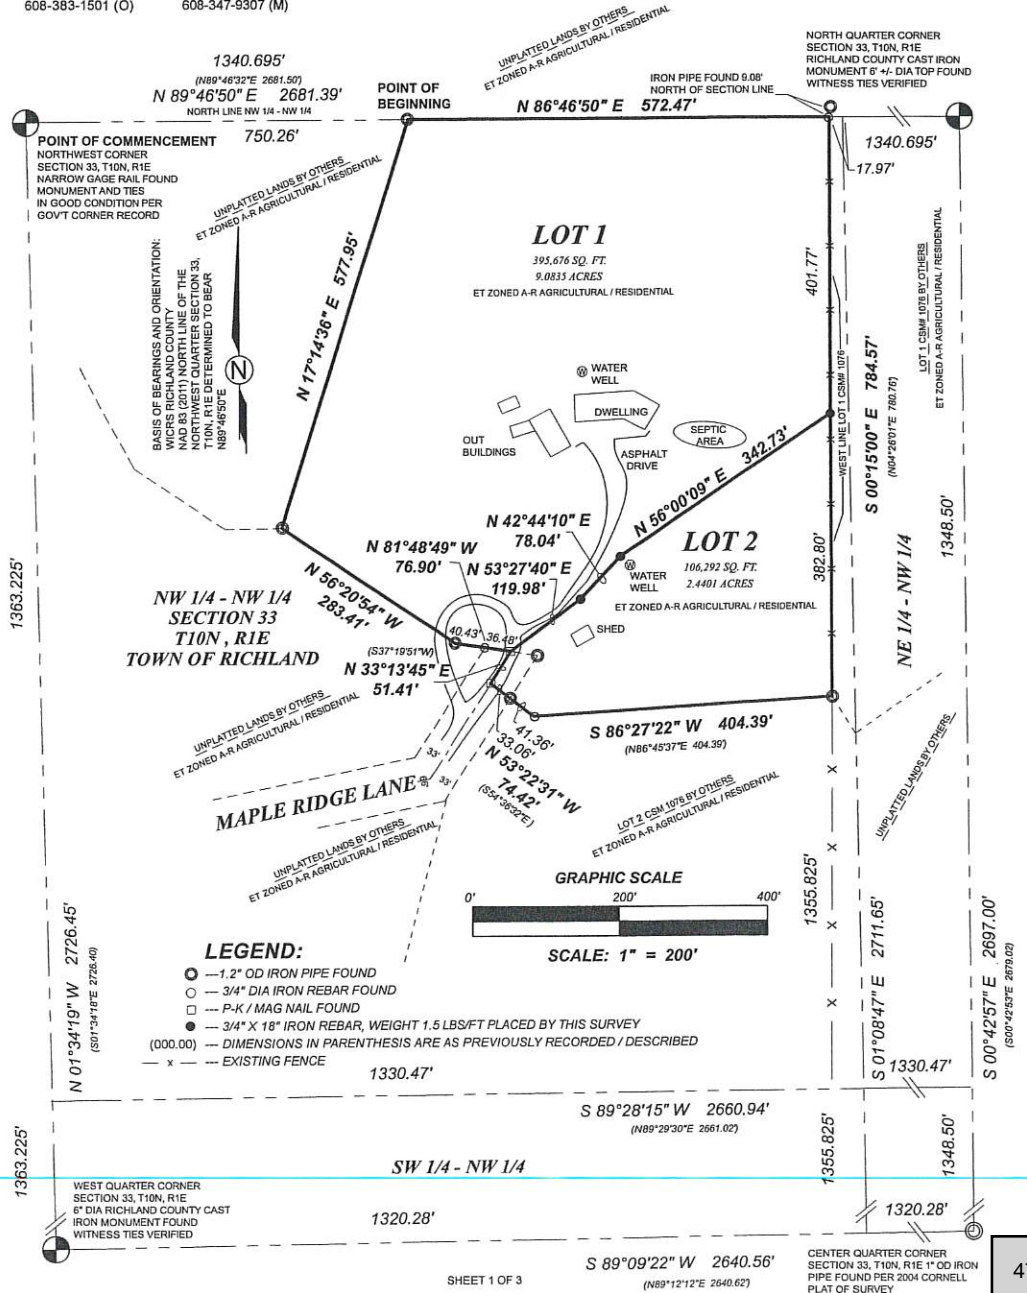 608-383-1501 (O) 608-347-9307 (M)
1340.695'
(N89°46'32"E 2681.50')
N 89°46'50" E 2681.39'
NORTH LINE NW 1/4 - NW 1/4
750.26'
POINT OF
BEGINNING
UNPLATTED LANDS BY OTHERS
ET ZONED A-R AGRICULTURAL / RESIDENTIAL
IRON PIPE FOUND 9.08'
NORTH OF SECTION LINE
N 86°46'50" E 572.47'
NORTH QUARTER CORNER
SECTION 33, T10N, R1E
RICHLAND COUNTY CAST IRON
MONUMENT 6" +/- DIA TOP FOUND
WITNESS TIES VERIFIED
1340.695'
17.97'
POINT OF COMMENCEMENT
NORTHWEST CORNER
SECTION 33, T10N, R1E
NARROW GAGE RAIL FOUND
MONUMENT AND TIES
IN GOOD CONDITION PER
GOV'T CORNER RECORD
UNPLATTED LANDS BY OTHERS
ET ZONED A-R AGRICULTURAL / RESIDENTIAL
BASIS OF BEARINGS AND ORIENTATION:
WICRS RICHLAND COUNTY
NAD 83 (2011) NORTH LINE OF THE
NORTHWEST QUARTER SECTION 33,
T10N, R1E DETERMINED TO BEAR
N89°46'50"E
N
N 17°14'36" E 577.95'
LOT 1
395,676 SQ. FT.
9.0835 ACRES
ET ZONED A-R AGRICULTURAL / RESIDENTIAL
401.77'
WEST LINE LOT 1 CSM# 1076
S 00°15'00" E 784.57'
(N04°26'01"E 780.76')
LOT 1 CSM# 1076 BY OTHERS
ET ZONED A-R AGRICULTURAL / RESIDENTIAL
W WATER
WELL
DWELLING
OUT
BUILDINGS
SEPTIC
AREA
ASPHALT
DRIVE
N 56°00'09" E 342.73'
N 42°44'10" E
78.04'
N 81°48'49" W
76.90'
N 53°27'40" E
119.98'
LOT 2
106,292 SQ. FT.
2.4401 ACRES
ET ZONED A-R AGRICULTURAL / RESIDENTIAL
W
WATER
WELL
SHED
382.80'
1348.50'
NE 1/4 - NW 1/4
1363.225'
N 56°20'54" W
283.41'
NW 1/4 - NW 1/4
SECTION 33
T10N , R1E
TOWN OF RICHLAND
40.43' 36.48'
(S37°19'51"W)
N 33°13'45" E
51.41'
S 86°27'22" W 404.39'
(N86°45'37"E 404.39')
41.36'
33.06'
N 53°22'31" W
74.42'
(S54°36'32"E )
UNPLATTED LANDS BY OTHERS
ET ZONED A-R AGRICULTURAL / RESIDENTIAL
33'
33'
66'
MAPLE RIDGE LANE
UNPLATTED LANDS BY OTHERS
ET ZONED A-R AGRICULTURAL / RESIDENTIAL
LOT 2 CSM 1076 BY OTHERS
ET ZONED A-R AGRICULTURAL / RESIDENTIAL
UNPLATTED LANDS BY OTHERS
GRAPHIC SCALE
0' 200' 400'
SCALE: 1" = 200'
1355.825'
S 01°08'47" E 2711.65'
S 00°42'57" E 2697.00'
(S00°42'53"E 2679.02)
N 01°34'19" W 2726.45'
(S01°34'18"E 2726.40)
LEGEND:
---1.2" OD IRON PIPE FOUND
--- 3/4" DIA IRON REBAR FOUND
--- P-K / MAG NAIL FOUND
--- 3/4" X 18" IRON REBAR, WEIGHT 1.5 LBS/FT PLACED BY THIS SURVEY
(000.00) --- DIMENSIONS IN PARENTHESIS ARE AS PREVIOUSLY RECORDED / DESCRIBED
— x — --- EXISTING FENCE
1330.47'
1330.47'
S 89°28'15" W 2660.94'
(N89°29'30"E 2661.02')
1363.225'
SW 1/4 - NW 1/4
1355.825'
1348.50'
WEST QUARTER CORNER
SECTION 33, T10N, R1E
6" DIA RICHLAND COUNTY CAST
IRON MONUMENT FOUND
WITNESS TIES VERIFIED
1320.28'
1320.28'
S 89°09'22" W 2640.56'
(N89°12'12"E 2640.62')
SHEET 1 OF 3
CENTER QUARTER CORNER
SECTION 33, T10N, R1E 1" OD IRON
PIPE FOUND PER 2004 CORNELL
PLAT OF SURVEY